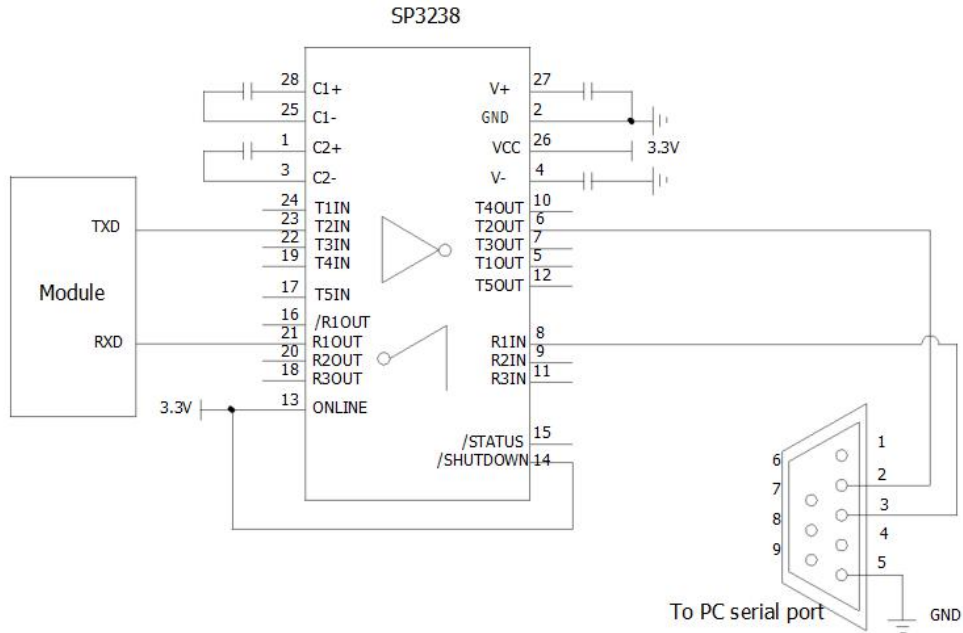 SP3238
28 C1+ V+ 27
25 C1- GND 2
1 C2+ VCC 26 3.3V
3 C2- V- 4
24 T1IN T4OUT 10
TXD 23 T2IN T2OUT 6
22 T3IN T3OUT 7
19 T4IN T1OUT 5
17 T5IN T5OUT 12
Module
16 /R1OUT
RXD 21 R1OUT R1IN 8
20 R2OUT R2IN 9
18 R3OUT R3IN 11
3.3V 13 ONLINE
/STATUS 15
/SHUTDOWN 14
1
6
2
7
3
8
4
9
5
To PC serial port GND